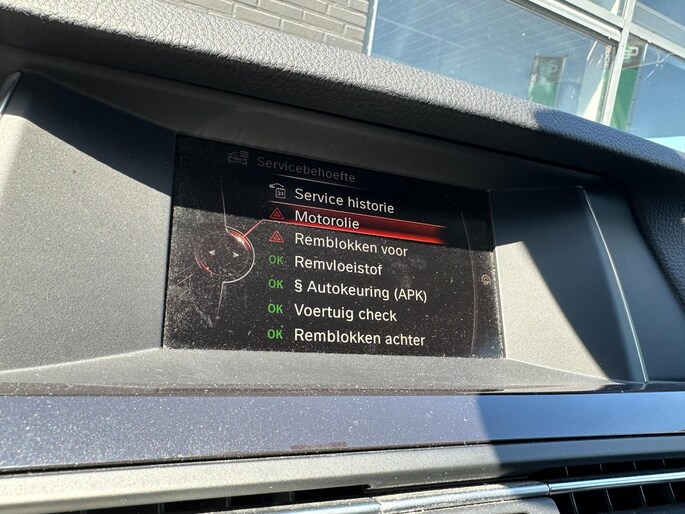 Servicebehoefte
Service historie
Motorolie
Remblokken voor
OK Remvloeistof
OK § Autokeuring (APK)
OK Voertuig check
OK Remblokken achter